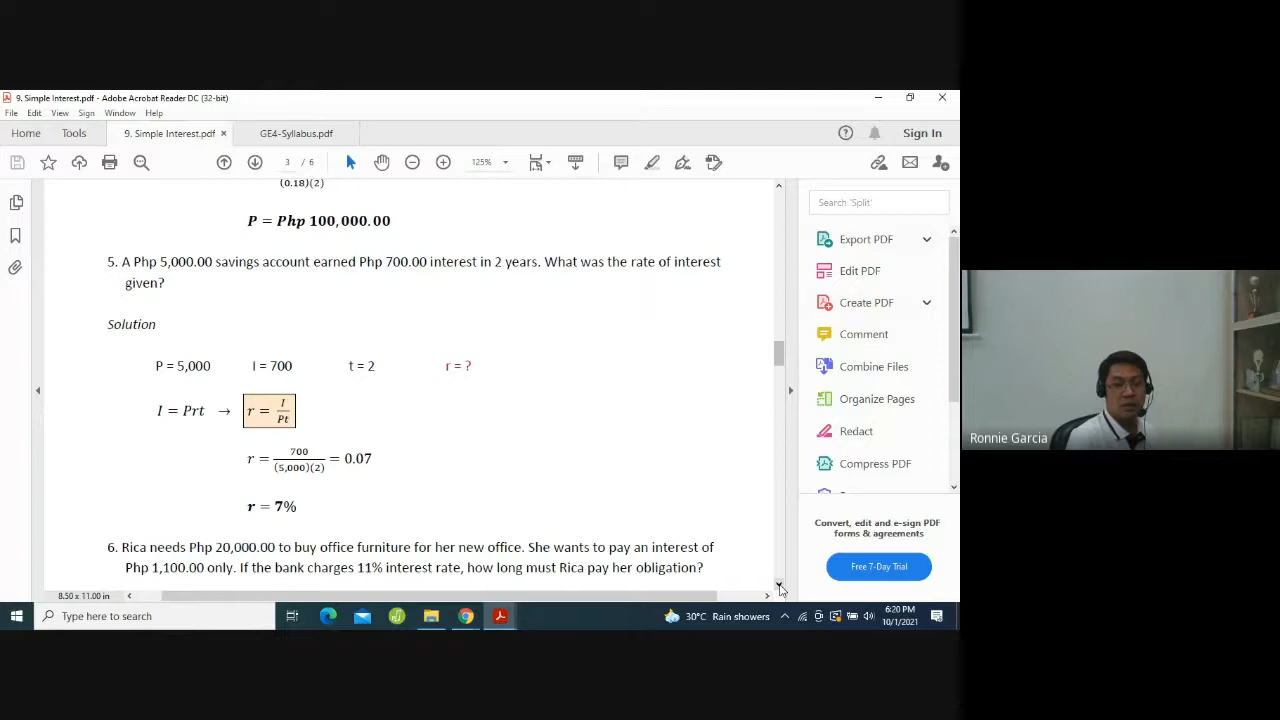 9. Simple Interest.pdf - Adobe Acrobat Reader DC (32-bit)
File Edit View Sign Window Help
Home Tools 9. Simple Interest.pdf × GE4-Syllabus.pdf Sign In
3 / 6 125%
(0.18)(2)
P = Php 100,000.00
5. A Php 5,000.00 savings account earned Php 700.00 interest in 2 years. What was the rate of interest
given?
Solution
P = 5,000 I = 700 t = 2 r = ?
I = Prt → r = I/Pt
r = 700/(5,000)(2) = 0.07
r = 7%
6. Rica needs Php 20,000.00 to buy office furniture for her new office. She wants to pay an interest of
Php 1,100.00 only. If the bank charges 11% interest rate, how long must Rica pay her obligation?
8.50 x 11.00 in
Search 'Split'
Export PDF
Edit PDF
Create PDF
Comment
Combine Files
Organize Pages
Redact
Compress PDF
Convert, edit and e-sign PDF
forms & agreements
Free 7-Day Trial
Ronnie Garcia
Type here to search
30°C Rain showers
6:20 PM
10/1/2021